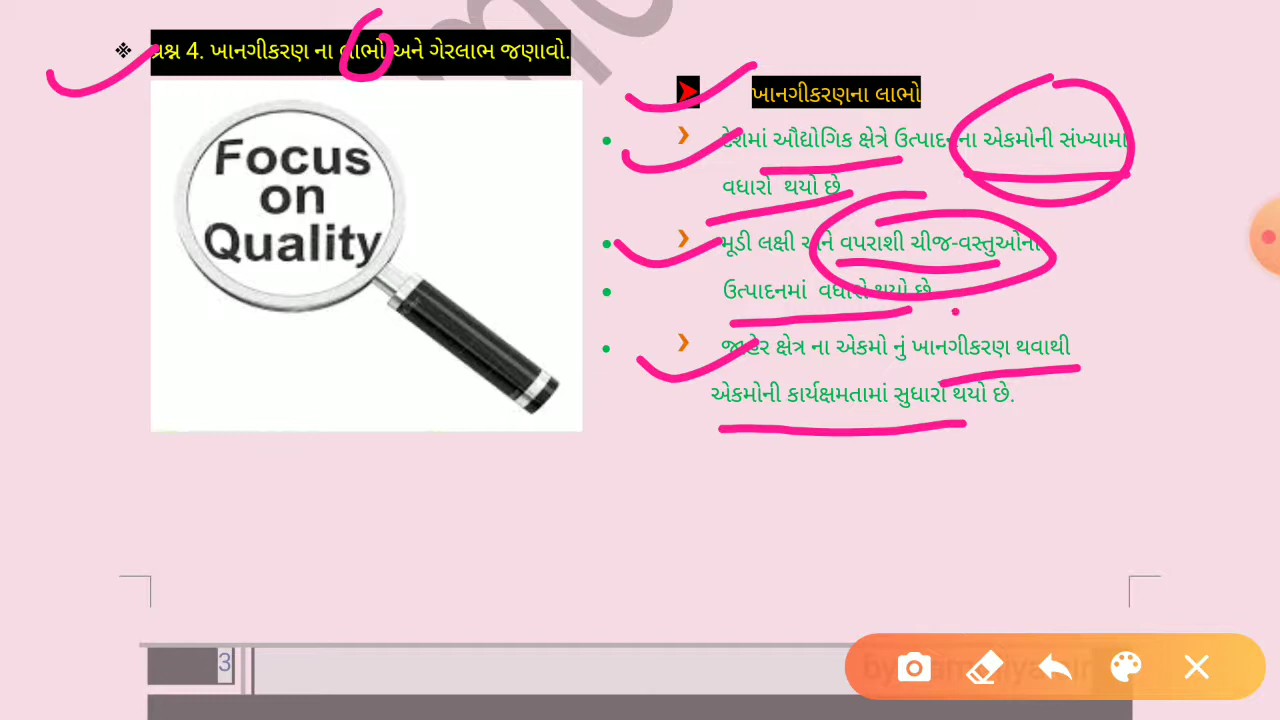 ❖ પ્રશ્ન 4. ખાનગીકરણ ના લાભો અને ગેરલાભ જણાવો.
Focus
on
Quality
➤ ખાનગીકરણના લાભો
• › દેશમાં ઔદ્યોગિક ક્ષેત્રે ઉત્પાદનના એકમોની સંખ્યામાં
વધારો થયો છે
• › મૂડી લક્ષી અને વપરાશી ચીજ-વસ્તુઓના
• ઉત્પાદનમાં વધારો થયો છે
• › જાહેર ક્ષેત્ર ના એકમો નું ખાનગીકરણ થવાથી
એકમોની કાર્યક્ષમતામાં સુધારો થયો છે.
3